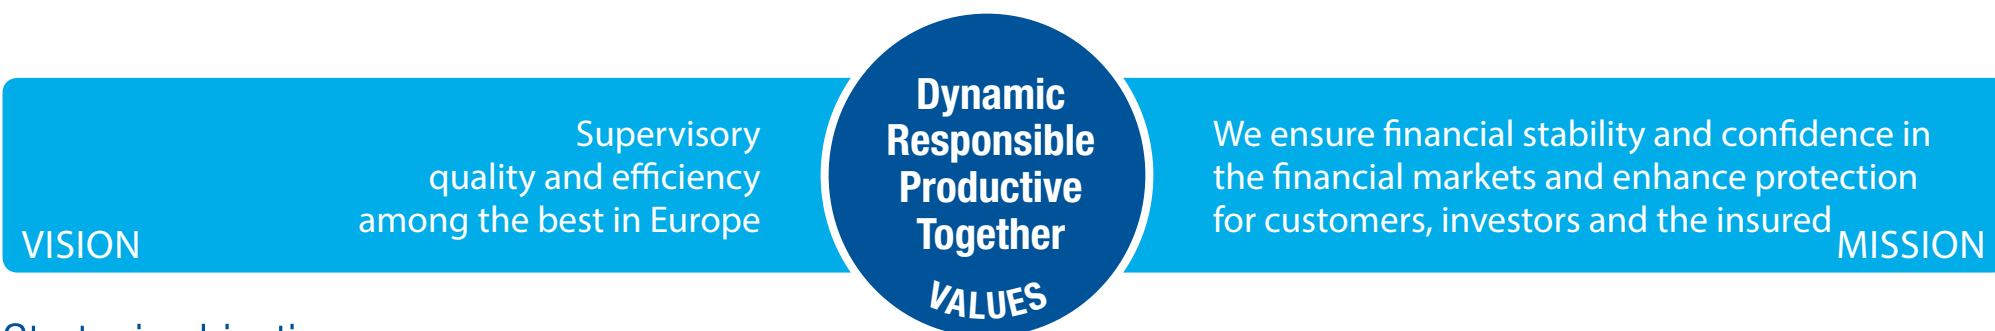 Supervisory
quality and efficiency
among the best in Europe
VISION
Dynamic
Responsible
Productive
Together
VALUES
We ensure financial stability and confidence in
the financial markets and enhance protection
for customers, investors and the insured
MISSION